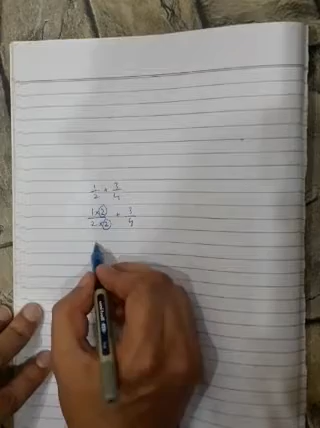 1/2 + 3/4
1×2/2×2 + 3/4